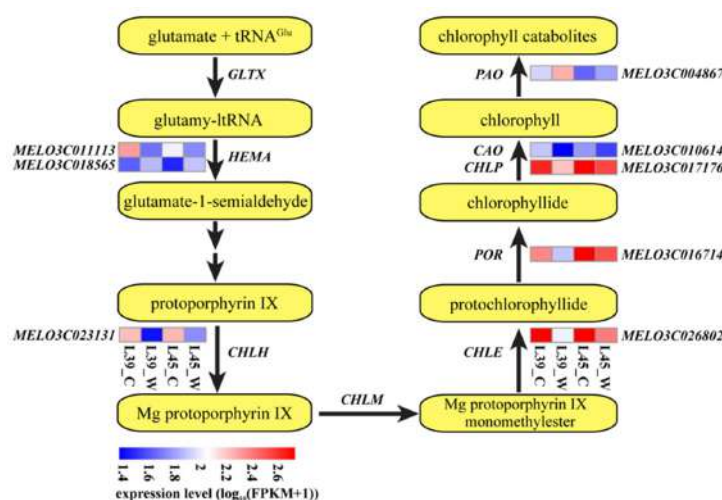 glutamate + tRNA^Glu
GLTX
glutamy-ltRNA
MELO3C011113
MELO3C018565
HEMA
glutamate-1-semialdehyde
protoporphyrin IX
MELO3C023131
L39_C
L39_W
L45_C
L45_W
CHLH
Mg protoporphyrin IX
CHLM
chlorophyll catabolites
PAO
MELO3C004867
chlorophyll
CAO
MELO3C010614
CHLP
MELO3C017176
chlorophyllide
POR
MELO3C016714
protochlorophyllide
CHLE
MELO3C026802
L39_C
L39_W
L45_C
L45_W
Mg protoporphyrin IX
monomethylester
1.4
1.6
1.8
2
2.2
2.4
2.6
expression level (log10(FPKM+1))